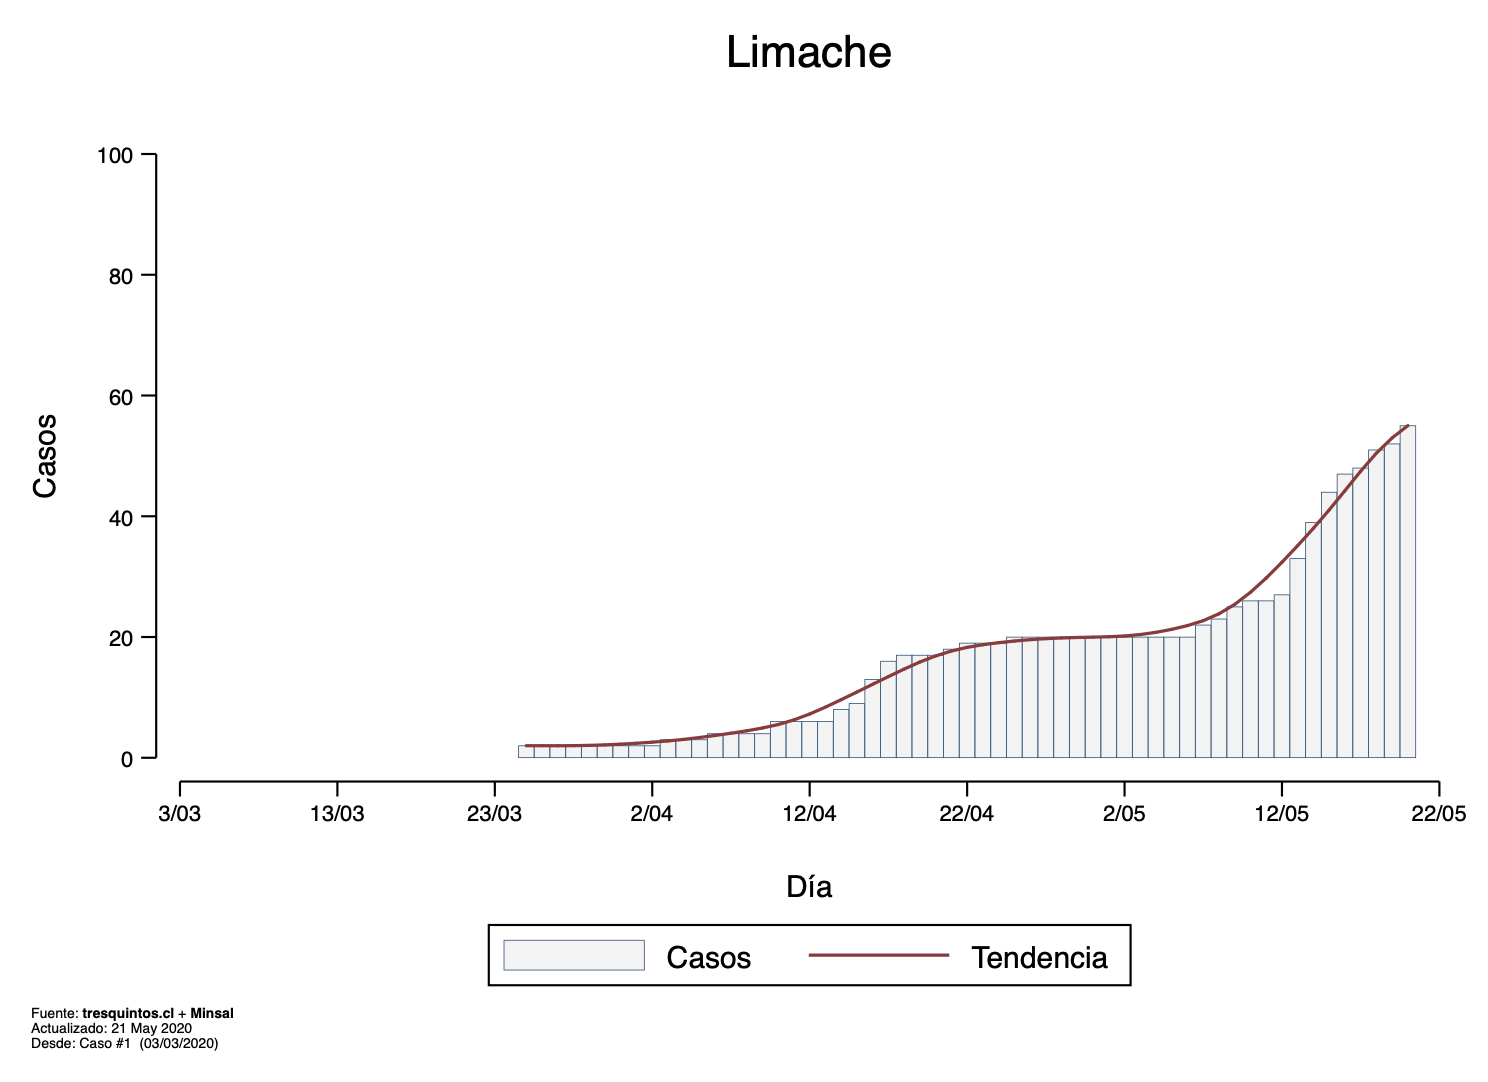 Limache
100
80
60
40
20
0
Casos
3/03 13/03 23/03 2/04 12/04 22/04 2/05 12/05 22/05
Día
Casos Tendencia
Fuente: tresquintos.cl + Minsal
Actualizado: 21 May 2020
Desde: Caso #1 (03/03/2020)